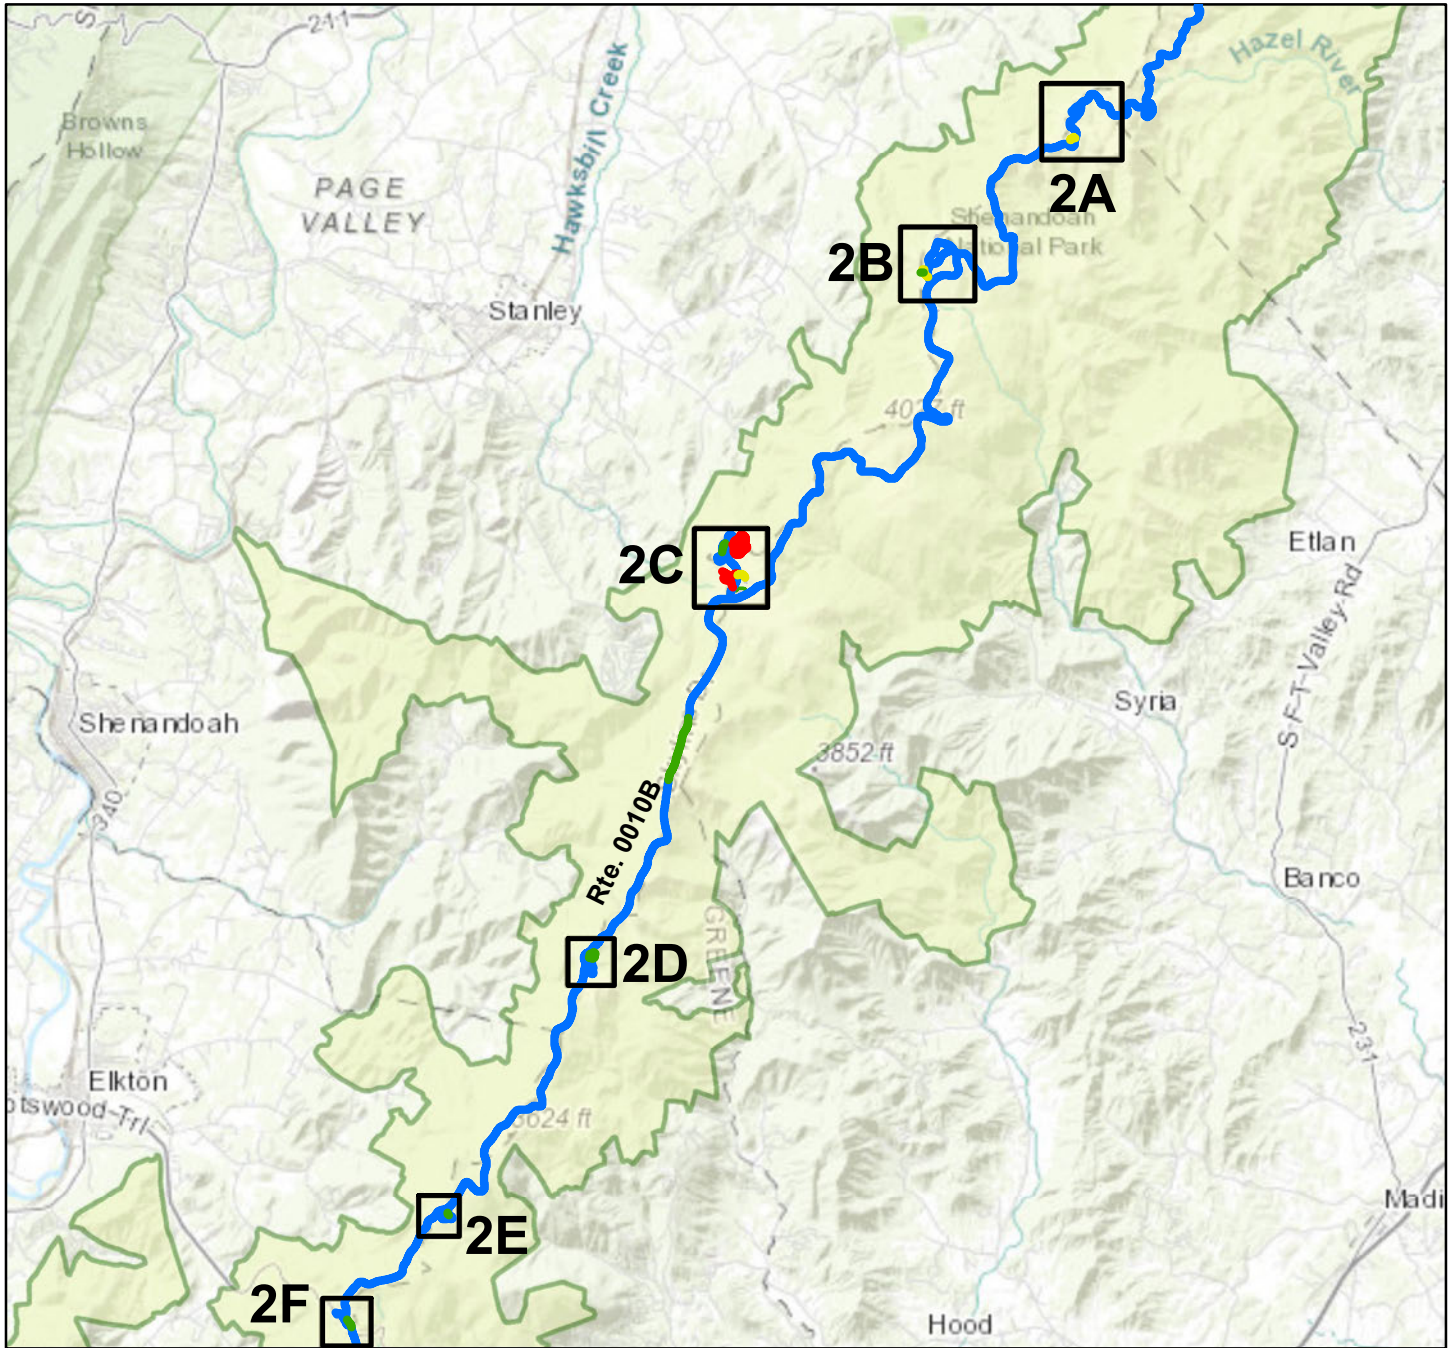 211
Hazel River
Browns
Hollow
Hawksbill Creek
PAGE
VALLEY
2A
Shenandoah
National Park
2B
Stanley
4027 ft
Etlan
2C
S-F-T-Valley Rd
Syria
Shenandoah
3852 ft
340
Rte. 0010B
Banco
GREENE
2D
231
Elkton
otswood-Trl
3624 ft
Madi
2E
2F
Hood